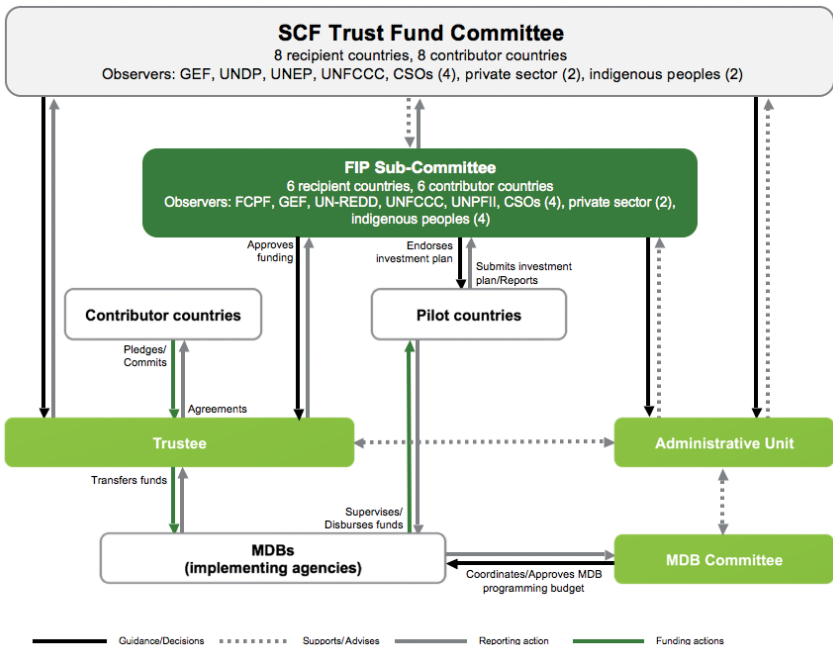 SCF Trust Fund Committee
8 recipient countries, 8 contributor countries
Observers: GEF, UNDP, UNEP, UNFCCC, CSOs (4), private sector (2), indigenous peoples (2)
FIP Sub-Committee
6 recipient countries, 6 contributor countries
Observers: FCPF, GEF, UN-REDD, UNFCCC, UNPFII, CSOs (4), private sector (2),
indigenous peoples (4)
Approves
funding
Endorses
investment plan
Submits investment
plan/Reports
Contributor countries
Pilot countries
Pledges/
Commits
Agreements
Trustee
Administrative Unit
Transfers funds
Supervises/
Disburses funds
MDBs
(implementing agencies)
MDB Committee
Coordinates/Approves MDB
programming budget
Guidance/Decisions
Supports/Advises
Reporting action
Funding actions